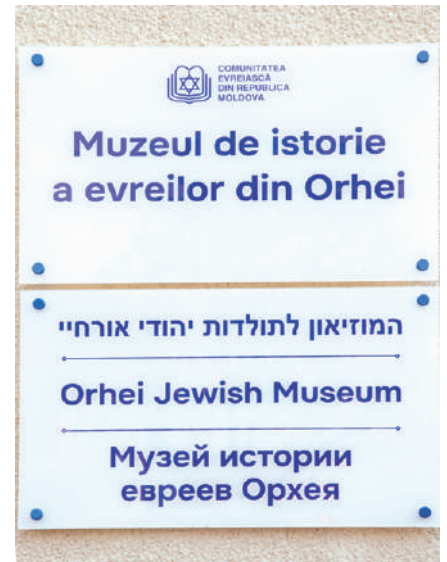 COMUNITATEA
EVREIASCĂ
DIN REPUBLICA
MOLDOVA
Muzeul de istorie
a evreilor din Orhei
המוזיאון לתולדות יהודי אורחיי
Orhei Jewish Museum
Музей истории
евреев Орхея